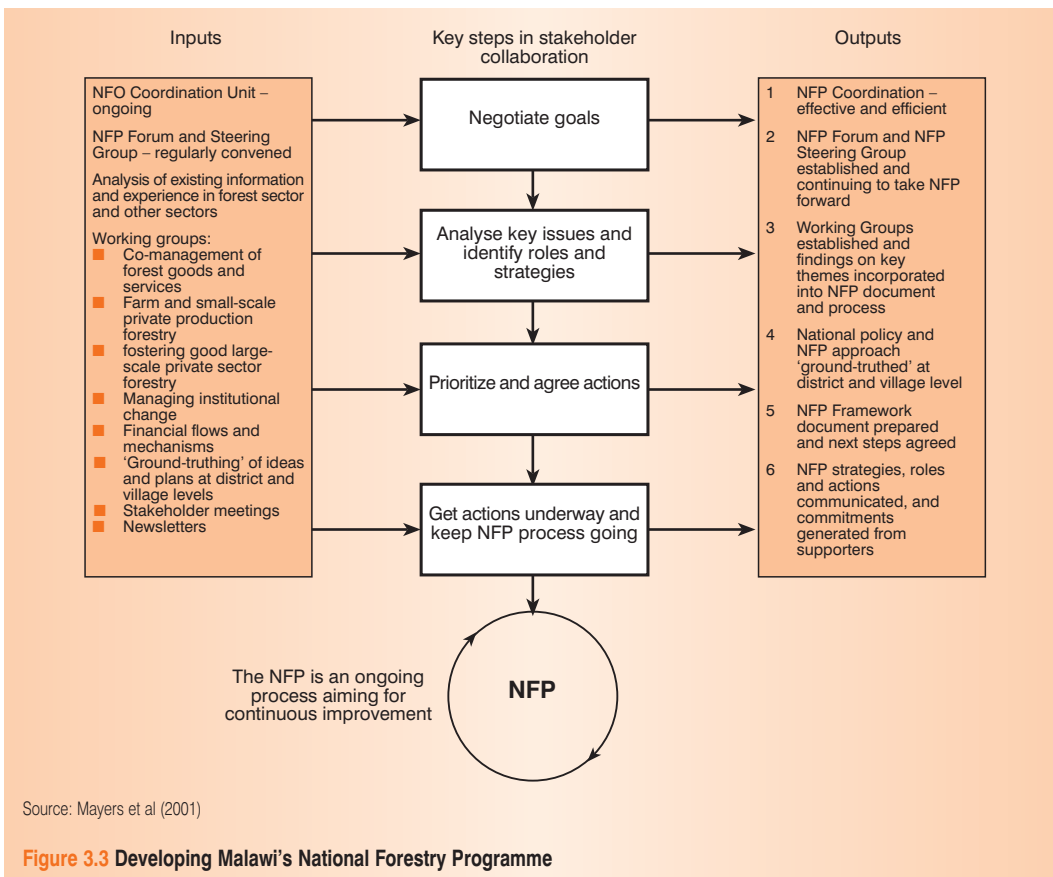 Inputs
NFO Coordination Unit –
ongoing
NFP Forum and Steering
Group – regularly convened
Analysis of existing information
and experience in forest sector
and other sectors
Working groups:
■ Co-management of
forest goods and
services
■ Farm and small-scale
private production
forestry
■ fostering good large-
scale private sector
forestry
■ Managing institutional
change
■ Financial flows and
mechanisms
■ ‘Ground-truthing’ of ideas
and plans at district and
village levels
■ Stakeholder meetings
■ Newsletters
Key steps in stakeholder
collaboration
Negotiate goals
Analyse key issues and
identify roles and
strategies
Prioritize and agree actions
Get actions underway and
keep NFP process going
Outputs
1 NFP Coordination –
effective and efficient
2 NFP Forum and NFP
Steering Group
established and
continuing to take NFP
forward
3 Working Groups
established and
findings on key
themes incorporated
into NFP document
and process
4 National policy and
NFP approach
‘ground-truthed’ at
district and village level
5 NFP Framework
document prepared
and next steps agreed
6 NFP strategies, roles
and actions
communicated, and
commitments
generated from
supporters
The NFP is an ongoing
process aiming for
continuous improvement
NFP
Source: Mayers et al (2001)
Figure 3.3 Developing Malawi’s National Forestry Programme